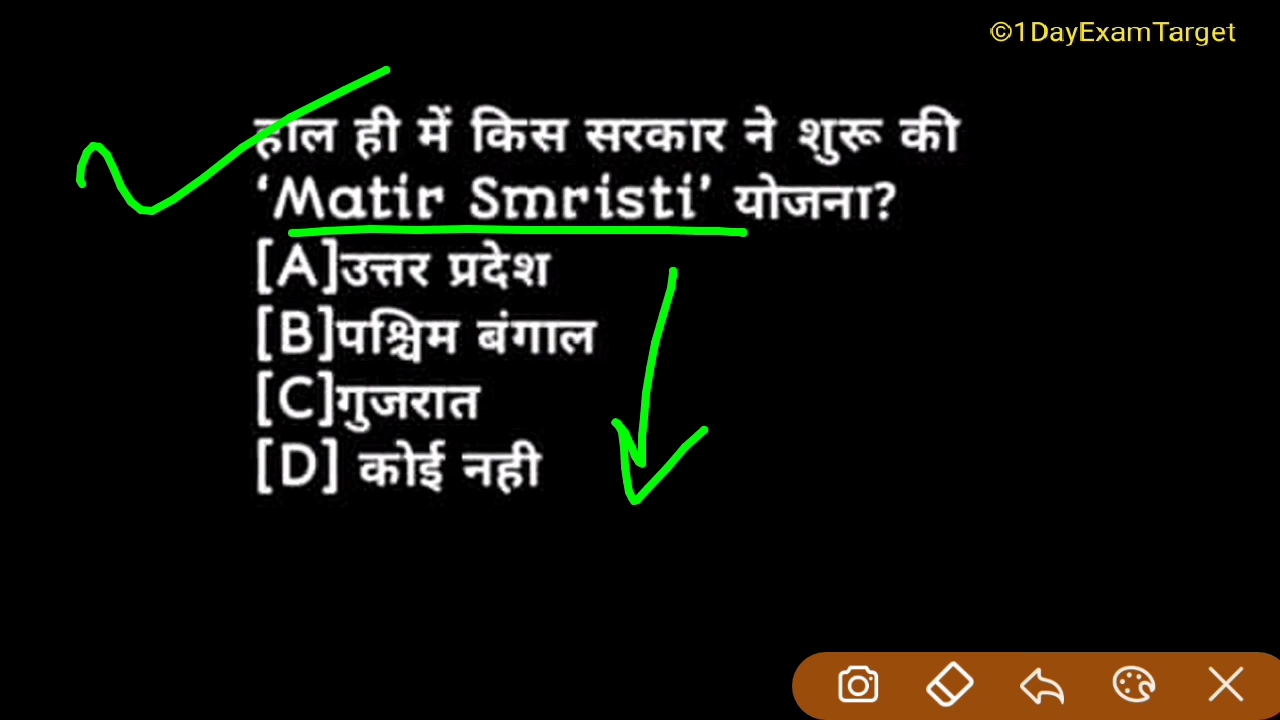 ©1DayExamTarget
हाल ही में किस सरकार ने शुरू की
‘Matir Smristi’ योजना?
[A]उत्तर प्रदेश
[B]पश्चिम बंगाल
[C]गुजरात
[D] कोई नही